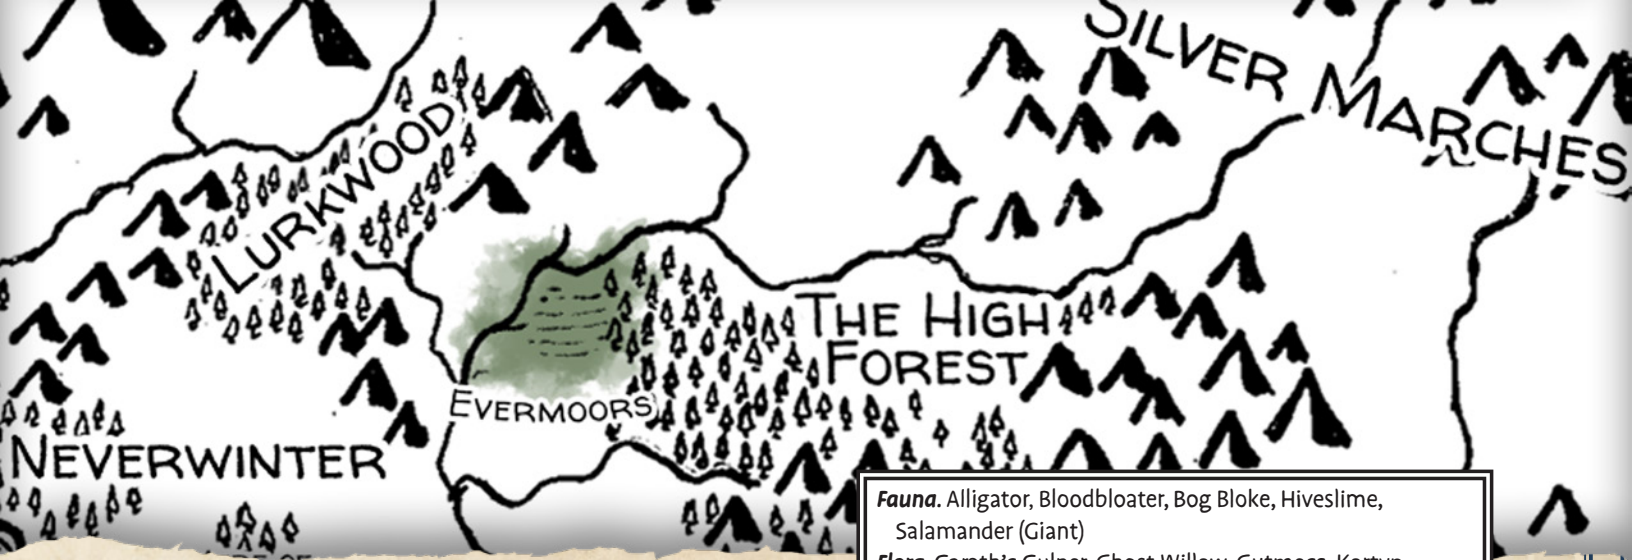 SILVER MARCHES
LURKWOOD
THE HIGH
FOREST
EVERMOORS
NEVERWINTER
Fauna. Alligator, Bloodbloater, Bog Bloke, Hiveslime,
Salamander (Giant)